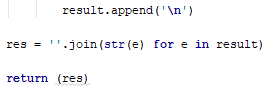 result.append('\n')
res = ''.join(str(e) for e in result)
return (res)